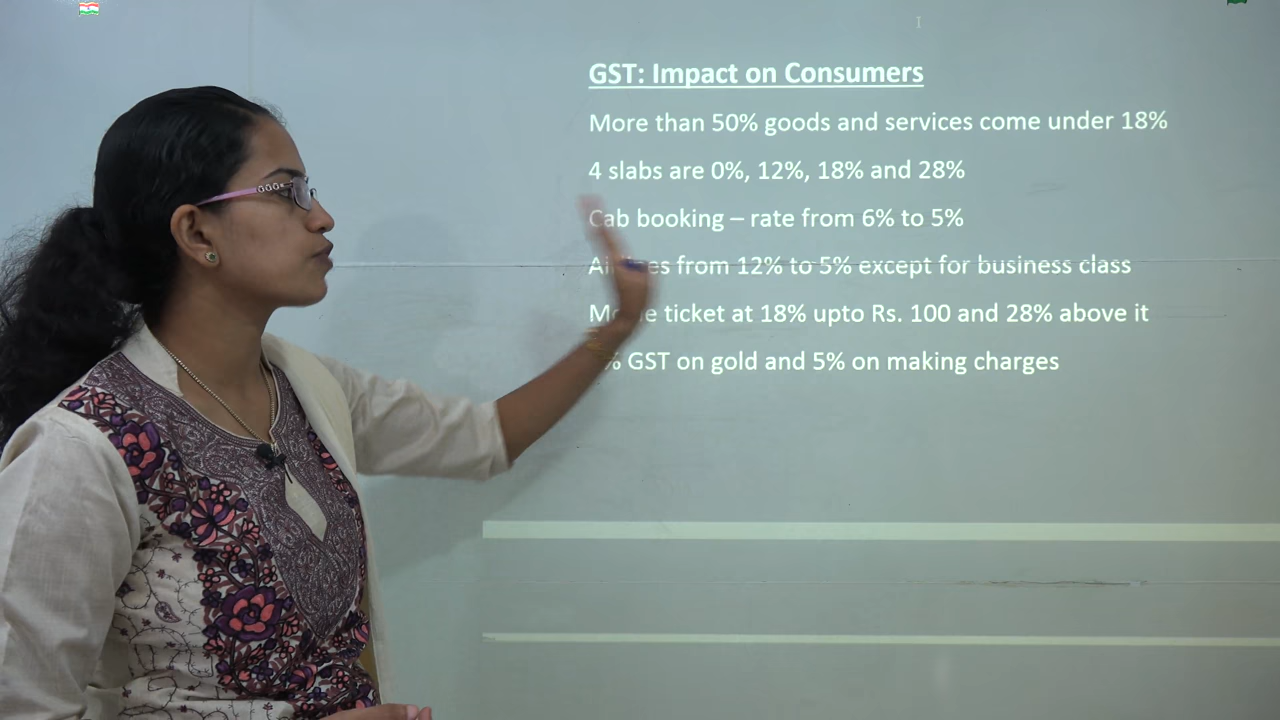 GST: Impact on Consumers
More than 50% goods and services come under 18%
4 slabs are 0%, 12%, 18% and 28%
Cab booking – rate from 6% to 5%
from 12% to 5% except for business class
ticket at 18% upto Rs. 100 and 28% above it
GST on gold and 5% on making charges